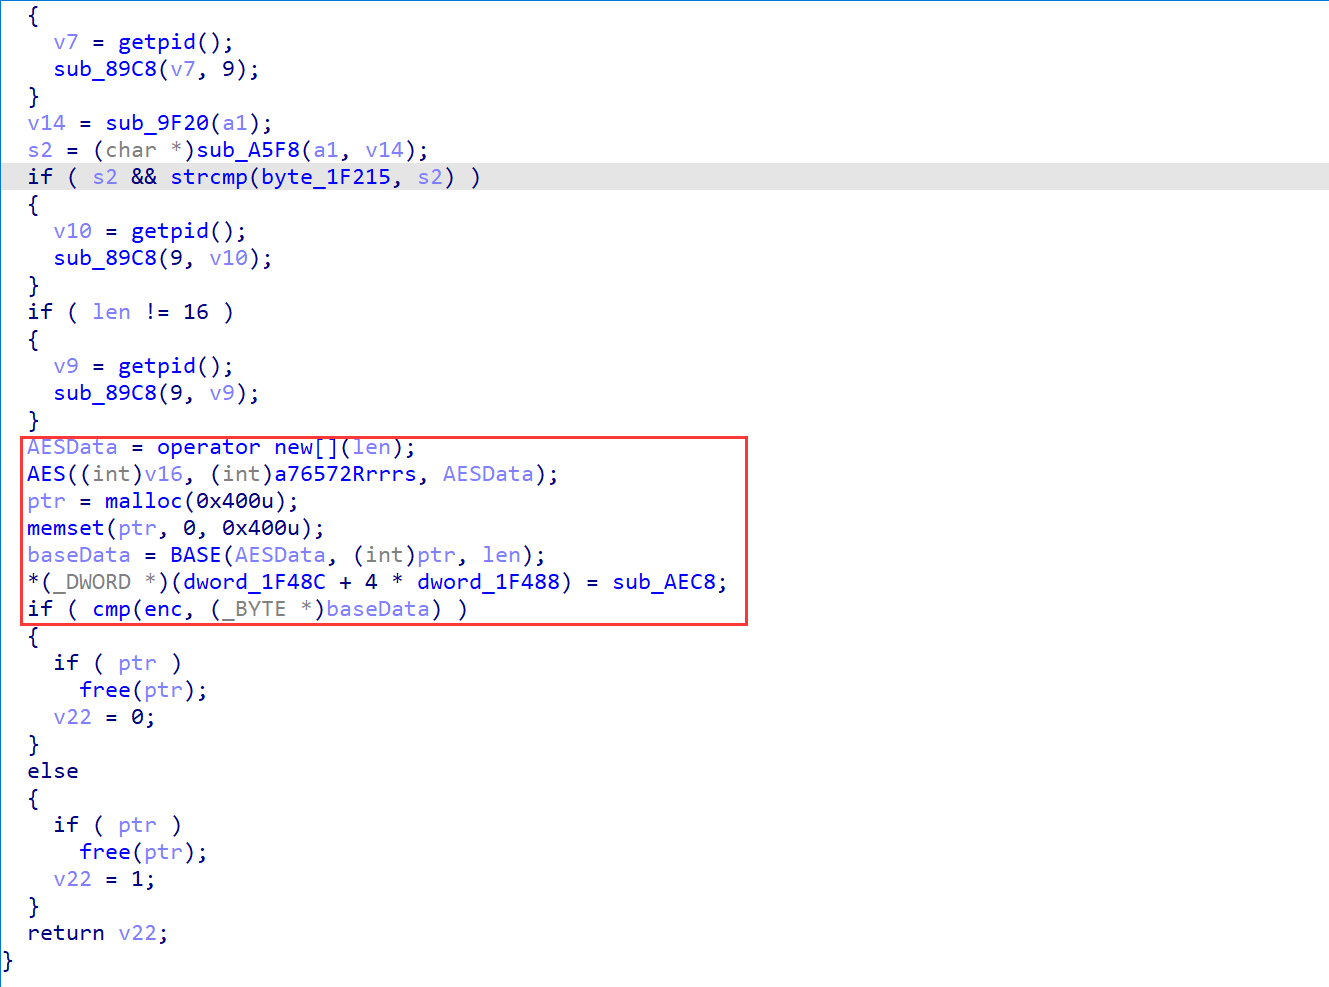 {
v7 = getpid();
sub_89C8(v7, 9);
}
v14 = sub_9F20(a1);
s2 = (char *)sub_A5F8(a1, v14);
if ( s2 && strcmp(byte_1F215, s2) )
{
v10 = getpid();
sub_89C8(9, v10);
}
if ( len != 16 )
{
v9 = getpid();
sub_89C8(9, v9);
}
AESData = operator new[](len);
AES((int)v16, (int)a76572Rrrrs, AESData);
ptr = malloc(0x400u);
memset(ptr, 0, 0x400u);
baseData = BASE(AESData, (int)ptr, len);
*(_DWORD *)(dword_1F48C + 4 * dword_1F488) = sub_AEC8;
if ( cmp(enc, (_BYTE *)baseData) )
{
if ( ptr )
free(ptr);
v22 = 0;
}
else
{
if ( ptr )
free(ptr);
v22 = 1;
}
return v22;
}